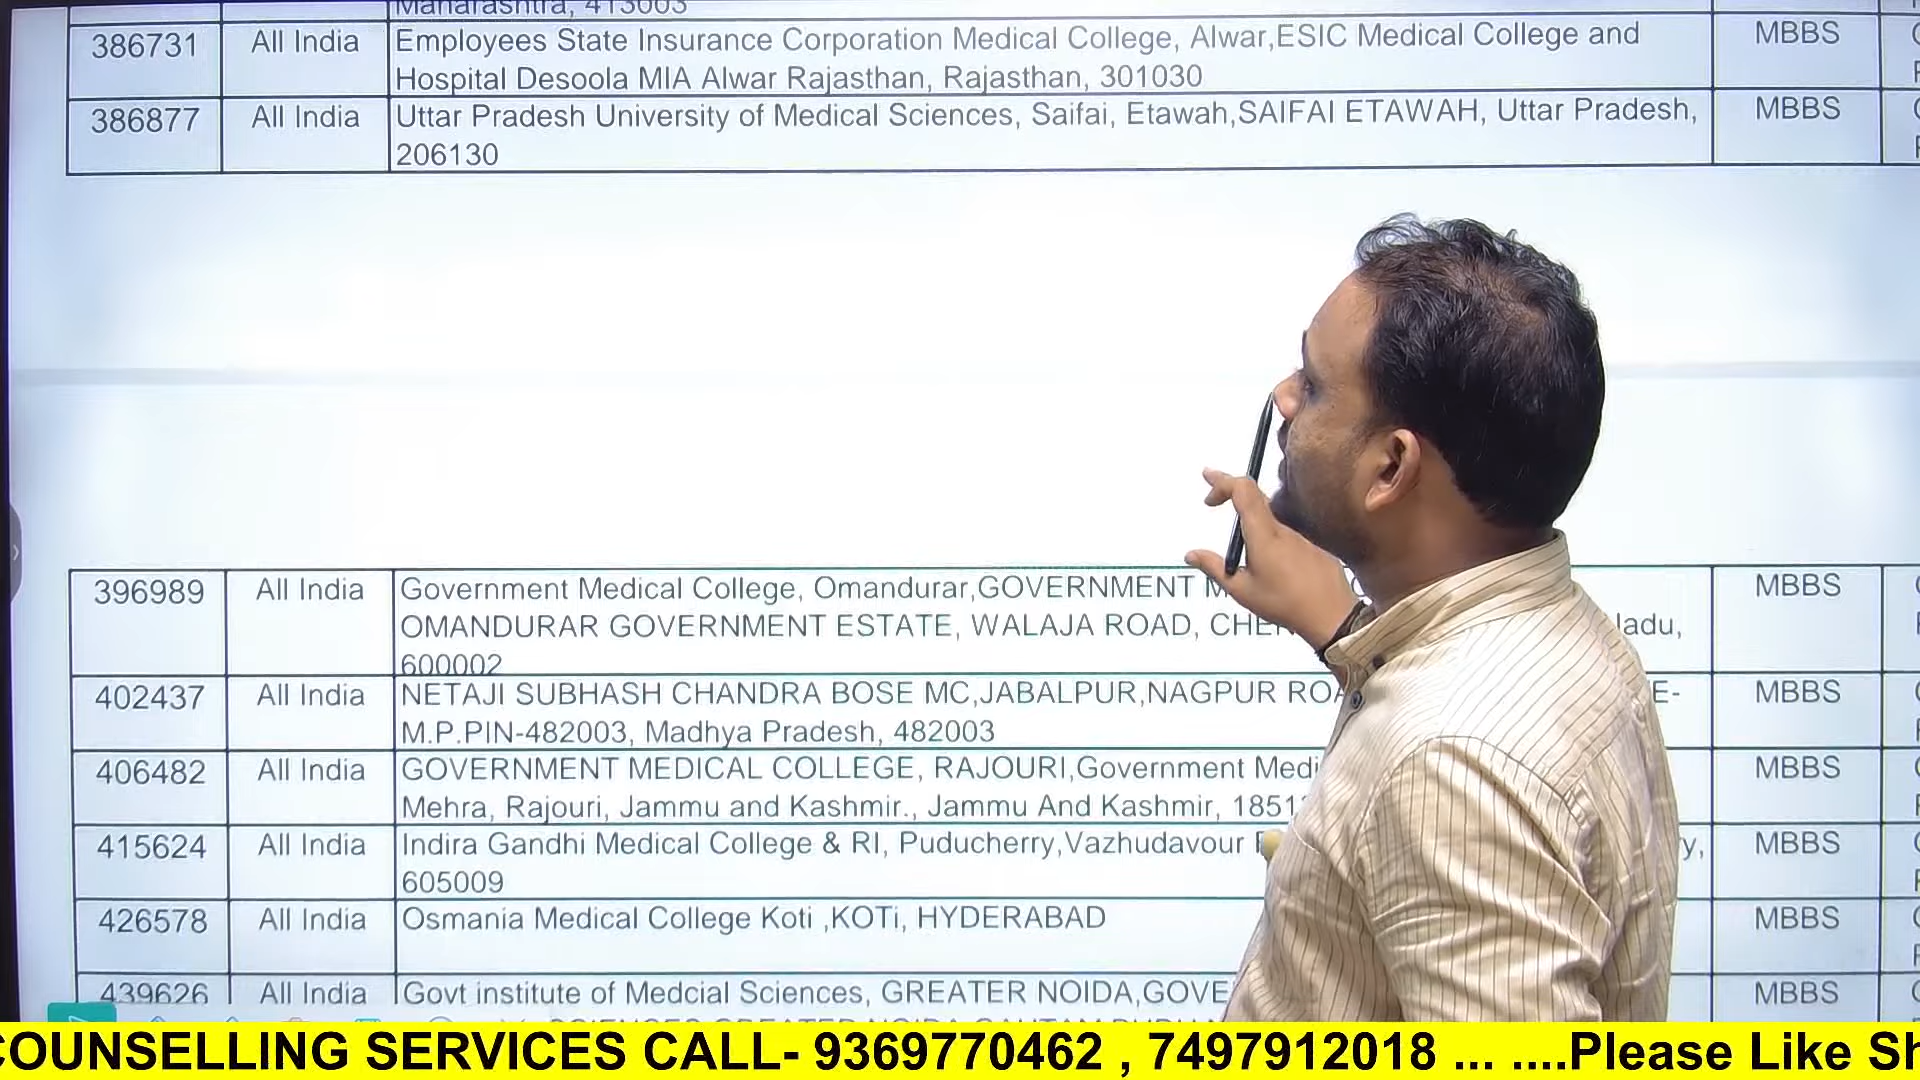 Maharashtra, 413003
386731 All India Employees State Insurance Corporation Medical College, Alwar,ESIC Medical College and MBBS
Hospital Desoola MIA Alwar Rajasthan, Rajasthan, 301030
386877 All India Uttar Pradesh University of Medical Sciences, Saifai, Etawah,SAIFAI ETAWAH, Uttar Pradesh, MBBS
206130
396989 All India Government Medical College, Omandurar,GOVERNMENT MBBS
OMANDURAR GOVERNMENT ESTATE, WALAJA ROAD,
600002
402437 All India NETAJI SUBHASH CHANDRA BOSE MC,JABALPUR,NAGPUR MBBS
M.P.PIN-482003, Madhya Pradesh, 482003
406482 All India GOVERNMENT MEDICAL COLLEGE, RAJOURI,Government MBBS
Mehra, Rajouri, Jammu and Kashmir., Jammu And Kashmir,
415624 All India Indira Gandhi Medical College & RI, Puducherry,Vazhudavour MBBS
605009
426578 All India Osmania Medical College Koti ,KOTi, HYDERABAD MBBS
439626 All India Govt institute of Medcial Sciences, GREATER NOIDA, MBBS
COUNSELLING SERVICES CALL- 9369770462 , 7497912018 ... ....Please Like